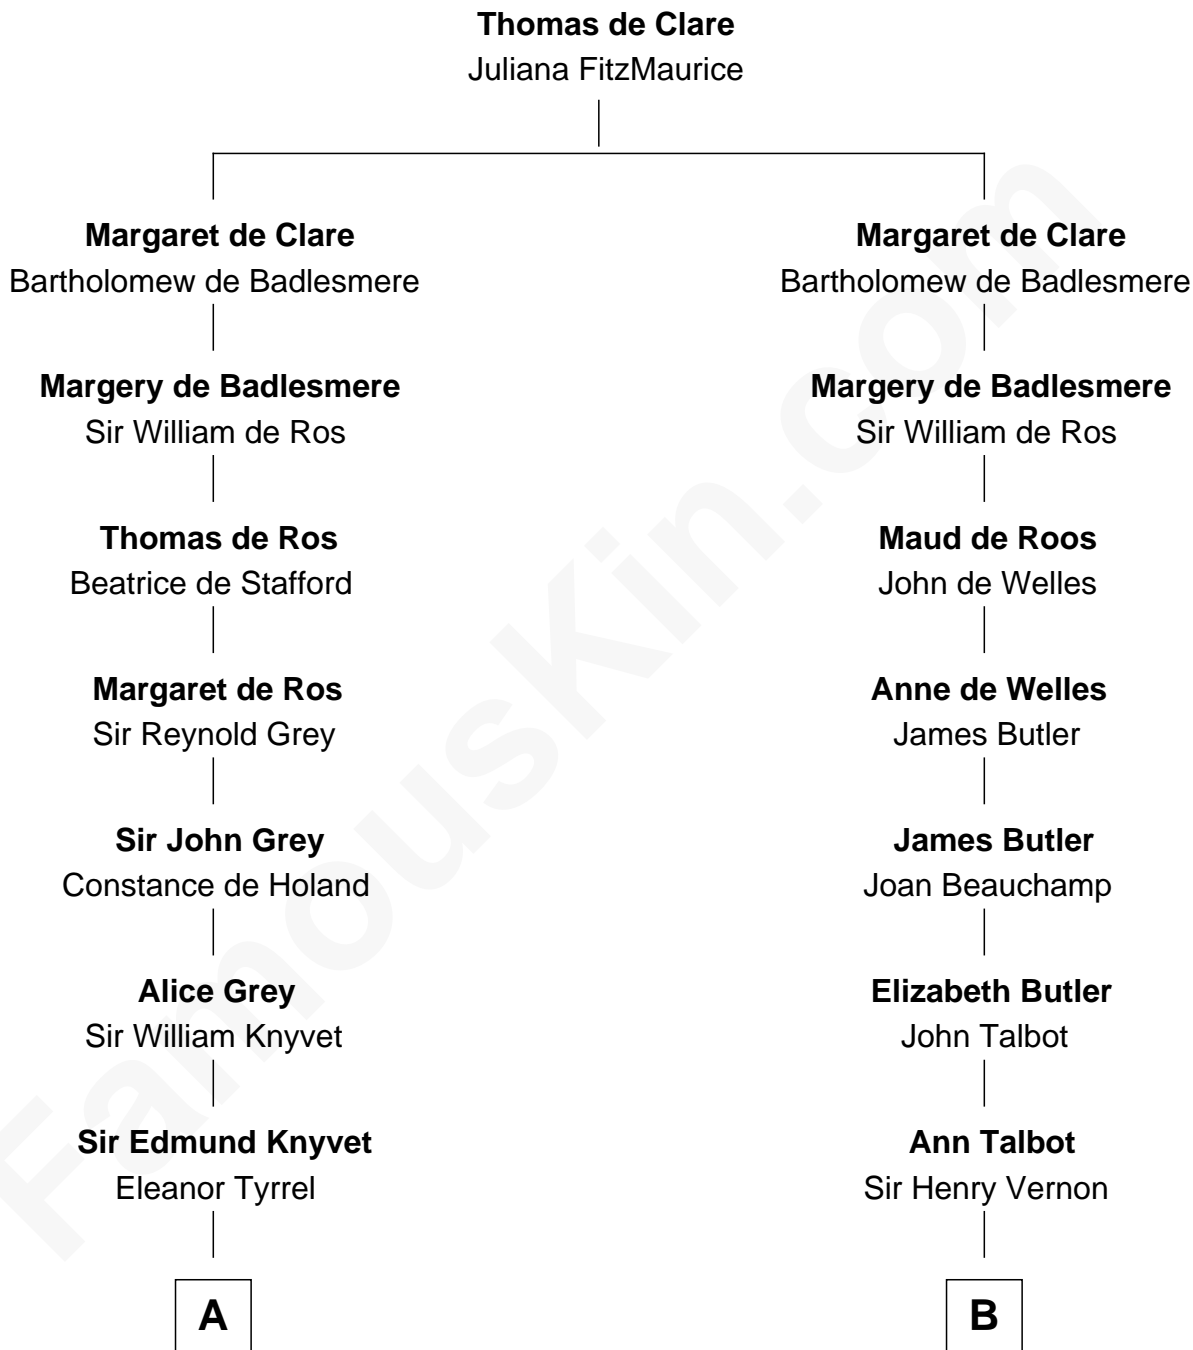 Thomas de Clare
Juliana FitzMaurice
Margaret de Clare
Bartholomew de Badlesmere
Margery de Badlesmere
Sir William de Ros
Thomas de Ros
Beatrice de Stafford
Margaret de Ros
Sir Reynold Grey
Sir John Grey
Constance de Holand
Alice Grey
Sir William Knyvet
Sir Edmund Knyvet
Eleanor Tyrrel
A
Margaret de Clare
Bartholomew de Badlesmere
Margery de Badlesmere
Sir William de Ros
Maud de Roos
John de Welles
Anne de Welles
James Butler
James Butler
Joan Beauchamp
Elizabeth Butler
John Talbot
Ann Talbot
Sir Henry Vernon
B
FamousKin.com